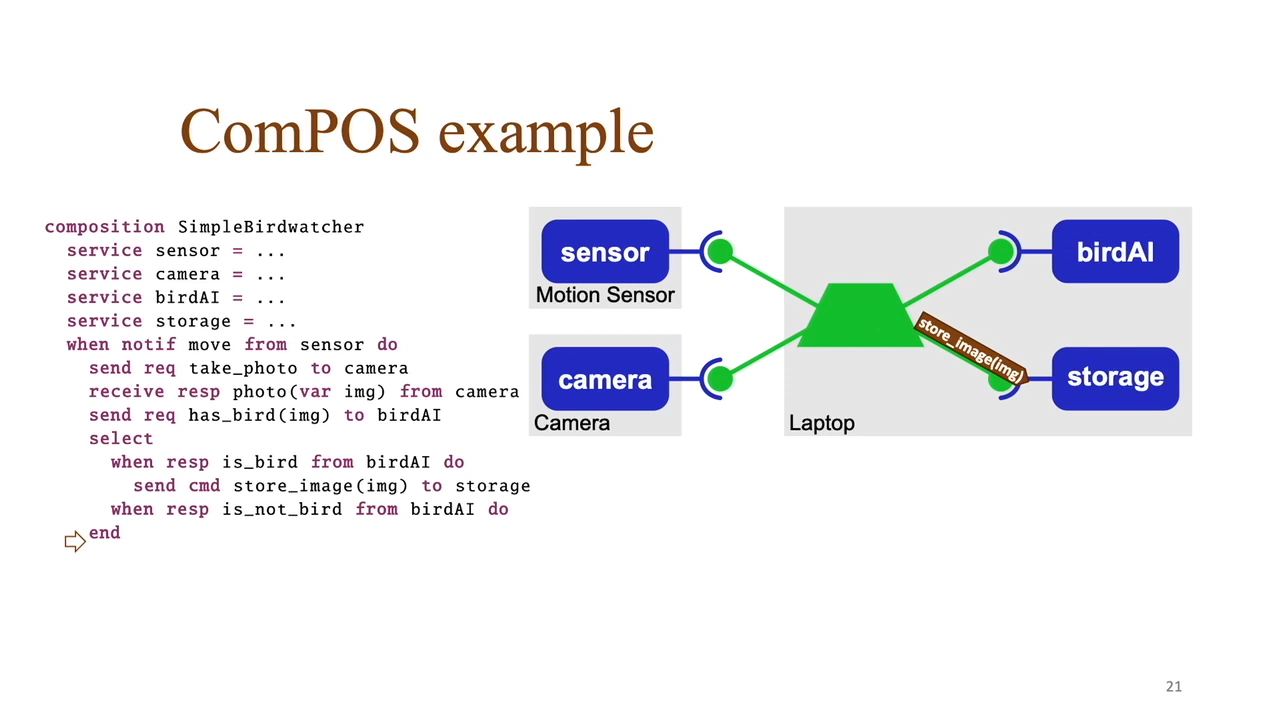 ComPOS example
composition SimpleBirdwatcher
service sensor = ...
service camera = ...
service birdAI = ...
service storage = ...
when notif move from sensor do
send req take_photo to camera
receive resp photo(var img) from camera
send req has_bird(img) to birdAI
select
when resp is_bird from birdAI do
send cmd store_image(img) to storage
when resp is_not_bird from birdAI do
end
sensor
Motion Sensor
camera
Camera
birdAI
store_image(img)
storage
Laptop
21